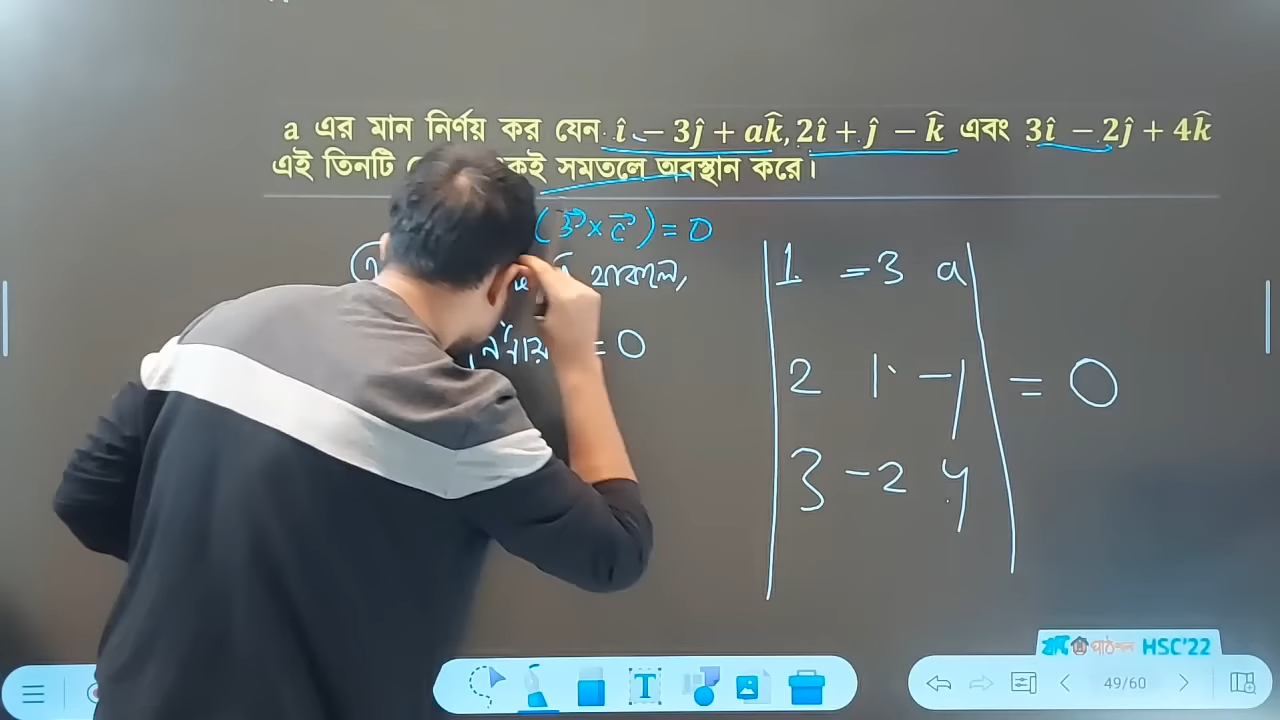 a এর মান নির্ণয় কর যেন î − 3ĵ + ak̂, 2î + ĵ − k̂ এবং 3î − 2ĵ + 4k̂
এই তিনটি একই সমতলে অবস্থান করে।
× c⃗) = 0
থাকলে,
= 0
1 =3 a
2 1 -1 = 0
3 -2 4
পাঠশালা HSC'22
T
49/60